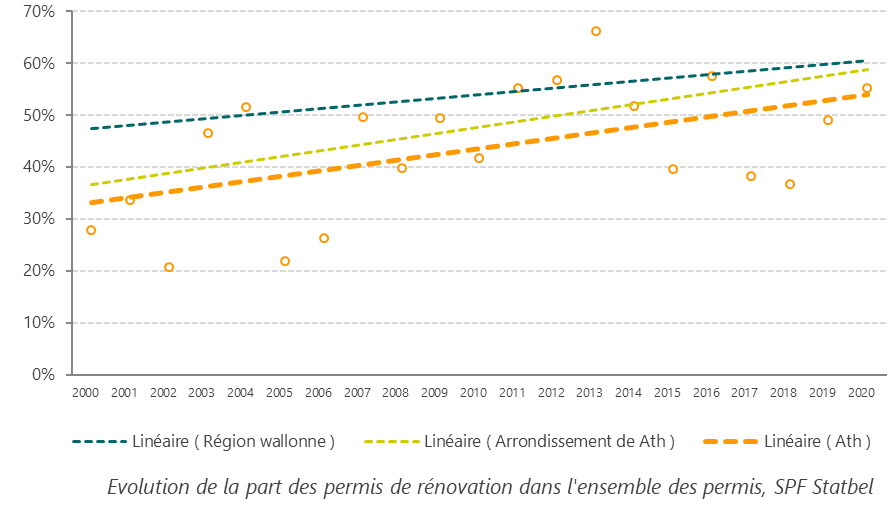 70%
60%
50%
40%
30%
20%
10%
0%
2000 2001 2002 2003 2004 2005 2006 2007 2008 2009 2010 2011 2012 2013 2014 2015 2016 2017 2018 2019 2020
Linéaire ( Région wallonne ) Linéaire ( Arrondissement de Ath ) Linéaire ( Ath )
Evolution de la part des permis de rénovation dans l'ensemble des permis, SPF Statbel